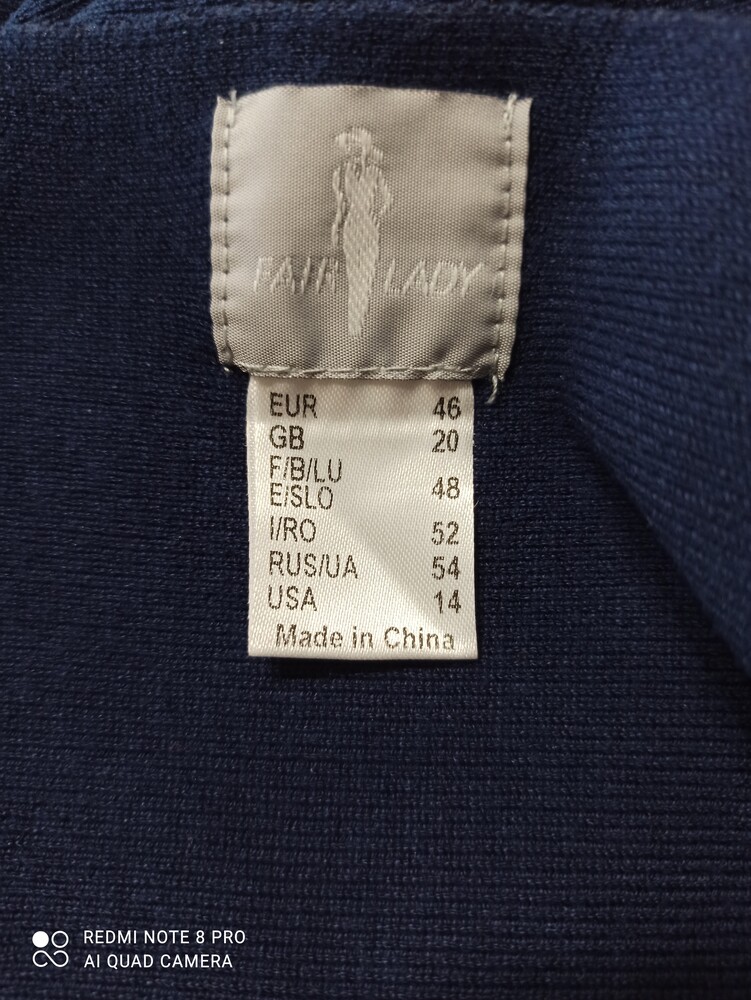 FAIR LADY
EUR 46
GB 20
F/B/LU
E/SLO 48
I/RO 52
RUS/UA 54
USA 14
Made in China
REDMI NOTE 8 PRO
AI QUAD CAMERA